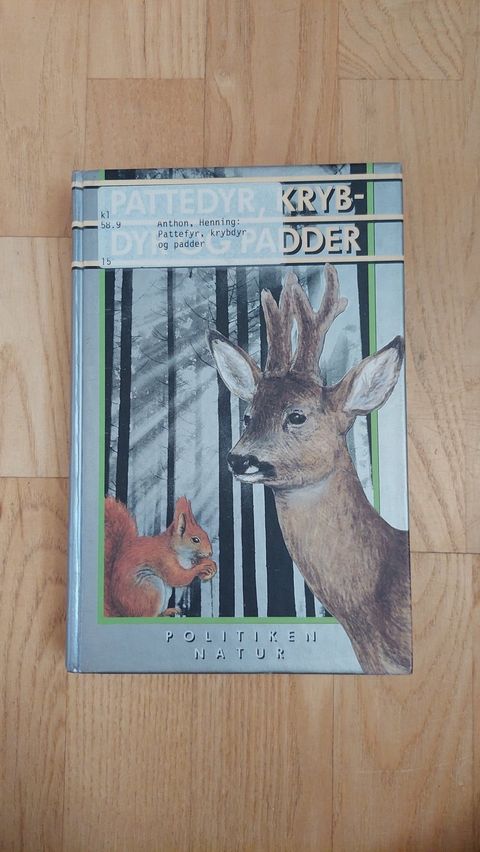 PATTEDYR, KRYB-
DYR OG PADDER
kl
58.9 Anthon, Henning:
Pattefyr, krybdyr
og padder
15
POLITIKEN
NATUR